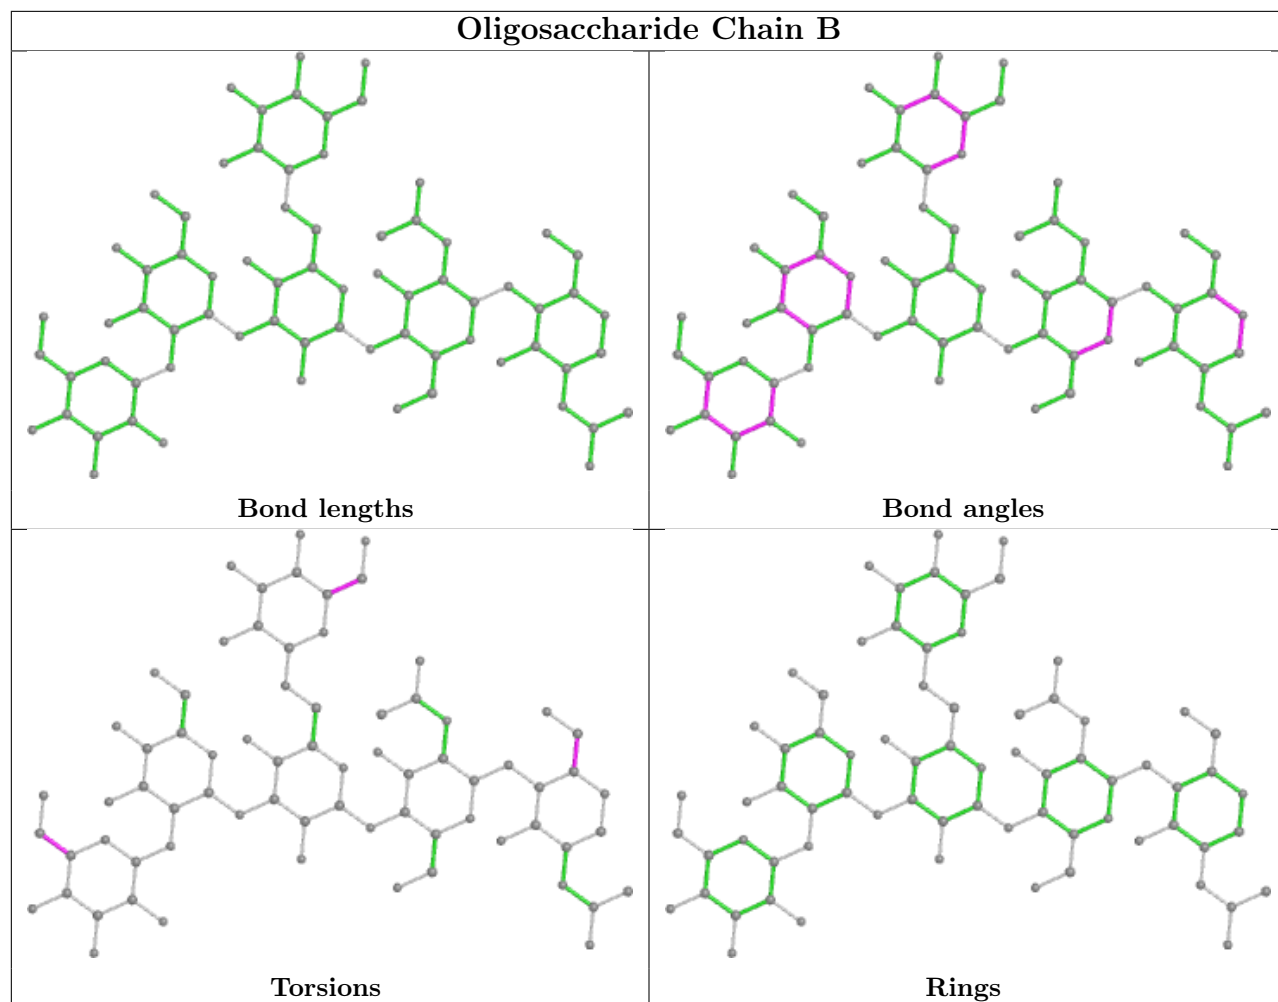 Oligosaccharide Chain B
Bond lengths
Bond angles
Torsions
Rings